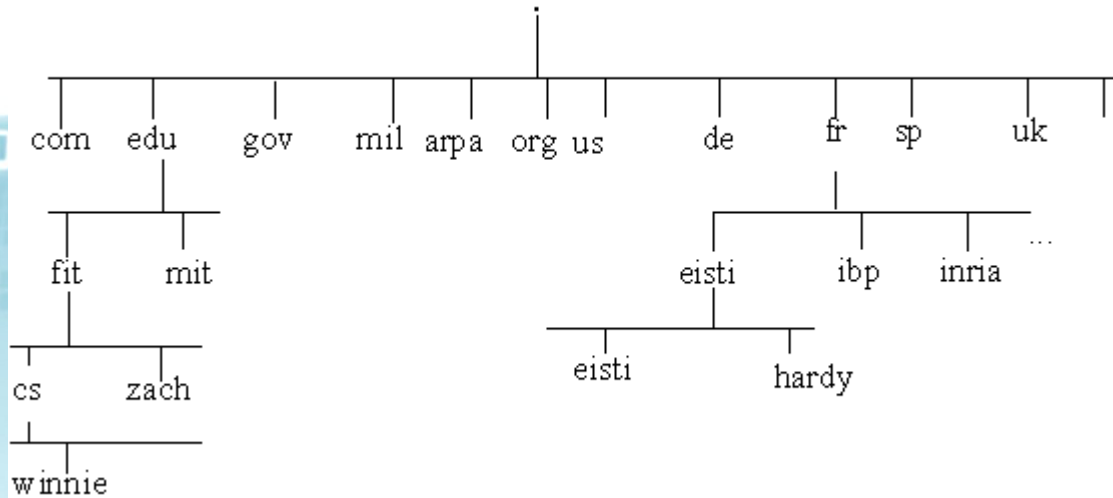 .
com edu gov mil arpa org us de fr sp uk
fit mit eisti ibp inria ...
cs zach eisti hardy
winnie